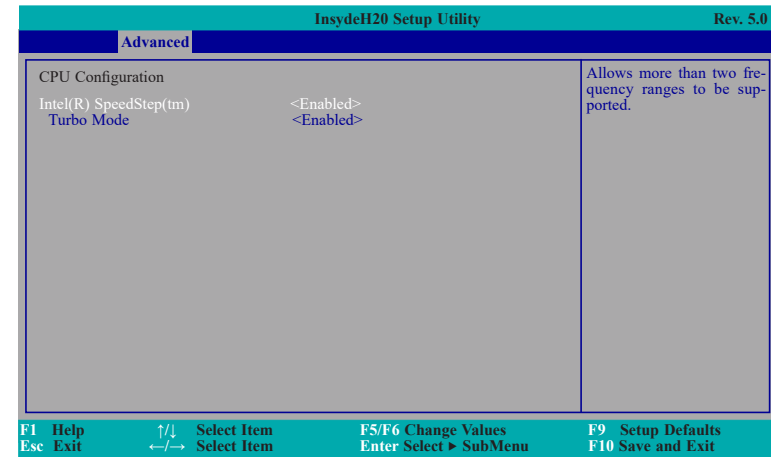 InsydeH20 Setup Utility Rev. 5.0
Advanced
CPU Configuration
Intel(R) SpeedStep(tm) <Enabled>
Turbo Mode <Enabled>
Allows more than two fre-
quency ranges to be sup-
ported.
F1 Help ↑/↓ Select Item F5/F6 Change Values F9 Setup Defaults
Esc Exit ←/→ Select Item Enter Select ▶ SubMenu F10 Save and Exit